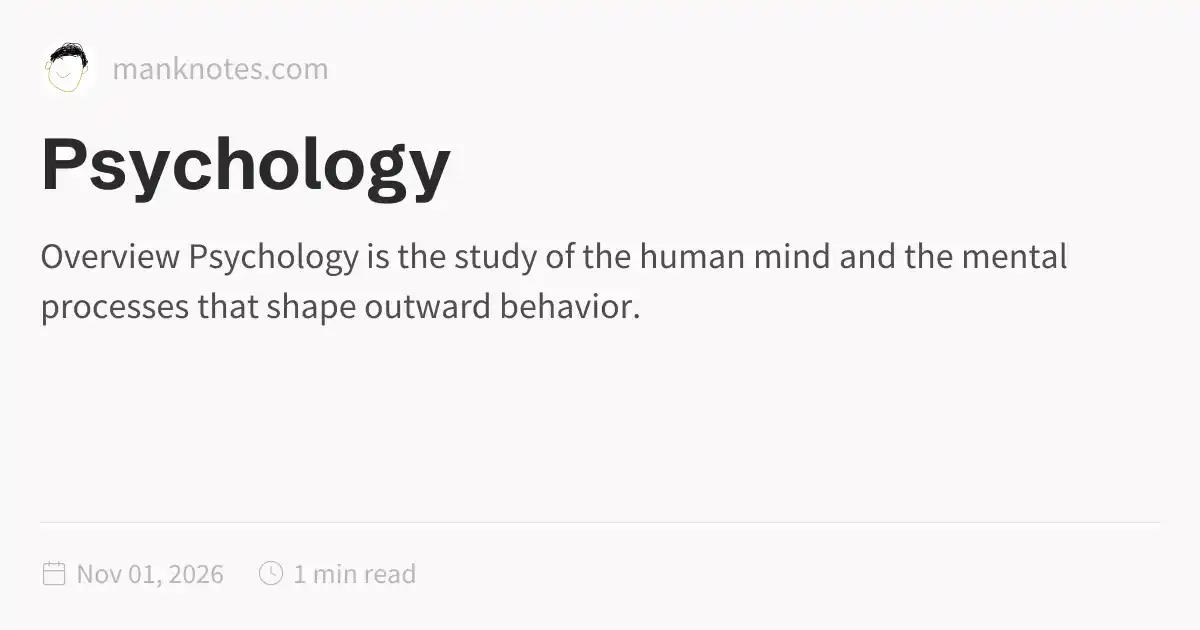 manknotes.com
Psychology
Overview Psychology is the study of the human mind and the mental
processes that shape outward behavior.
Nov 01, 2026
1 min read